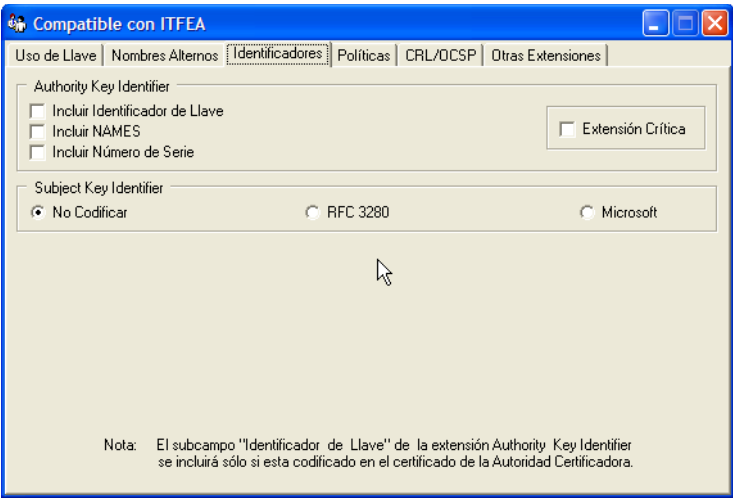 Compatible con ITFEA
Uso de Llave Nombres Alternos Identificadores Políticas CRL/OCSP Otras Extensiones
Authority Key Identifier
Incluir Identificador de Llave
Incluir NAMES
Incluir Número de Serie
Extensión Crítica
Subject Key Identifier
No Codificar RFC 3280 Microsoft
Nota: El subcampo "Identificador de Llave" de la extensión Authority Key Identifier
se incluirá sólo si esta codificado en el certificado de la Autoridad Certificadora.